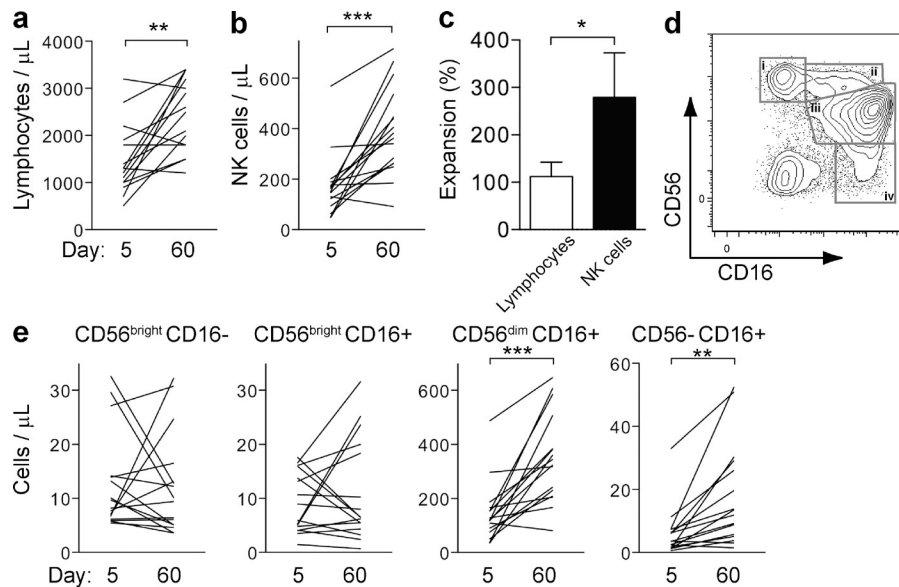 a
**
Lymphocytes / μL
4000
3000
2000
1000
0
Day: 5 60
b
***
NK cells / μL
600
400
200
0
5 60
c
*
Expansion (%)
400
300
200
100
0
Lymphocytes
NK cells
d
i
ii
iii
iv
CD56
0
0
CD16
e
CD56bright CD16-
CD56bright CD16+
CD56dim CD16+
CD56- CD16+
***
**
Cells / μL
30
20
10
0
30
20
10
0
600
400
200
0
60
40
20
0
Day: 5 60 5 60 5 60 5 60